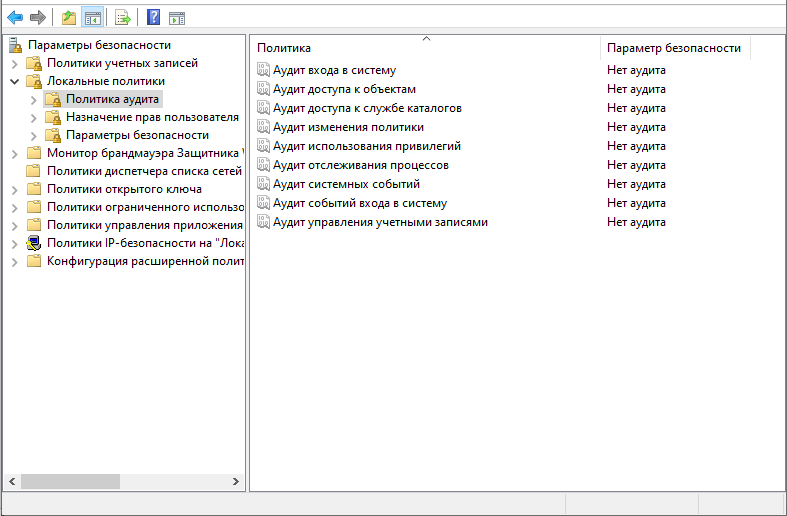 Параметры безопасности
Политики учетных записей
Локальные политики
Политика аудита
Назначение прав пользователя
Параметры безопасности
Монитор брандмауэра Защитника
Политики диспетчера списка сетей
Политики открытого ключа
Политики ограниченного использо
Политики управления приложения
Политики IP-безопасности на "Лока
Конфигурация расширенной полит
Политика Параметр безопасности
Аудит входа в систему Нет аудита
Аудит доступа к объектам Нет аудита
Аудит доступа к службе каталогов Нет аудита
Аудит изменения политики Нет аудита
Аудит использования привилегий Нет аудита
Аудит отслеживания процессов Нет аудита
Аудит системных событий Нет аудита
Аудит событий входа в систему Нет аудита
Аудит управления учетными записями Нет аудита